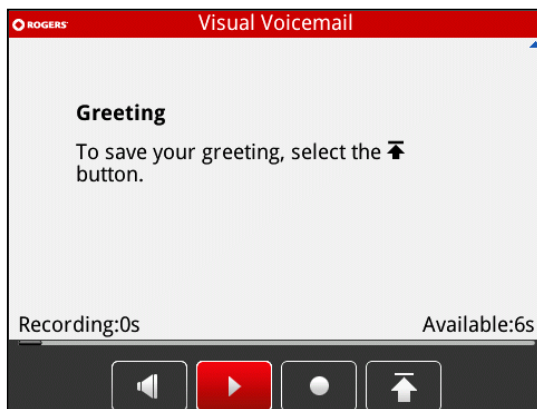 ROGERS
Visual Voicemail
Greeting
To save your greeting, select the
button.
Recording:0s
Available:6s